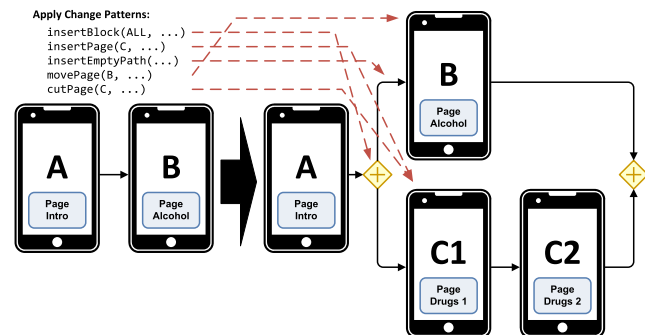 Apply Change Patterns:
insertBlock(ALL, ...)
insertPage(C, ...)
insertEmptyPath(...)
movePage(B, ...)
cutPage(C, ...)
A
Page
Intro
B
Page
Alcohol
A
Page
Intro
B
Page
Alcohol
C1
Page
Drugs 1
C2
Page
Drugs 2